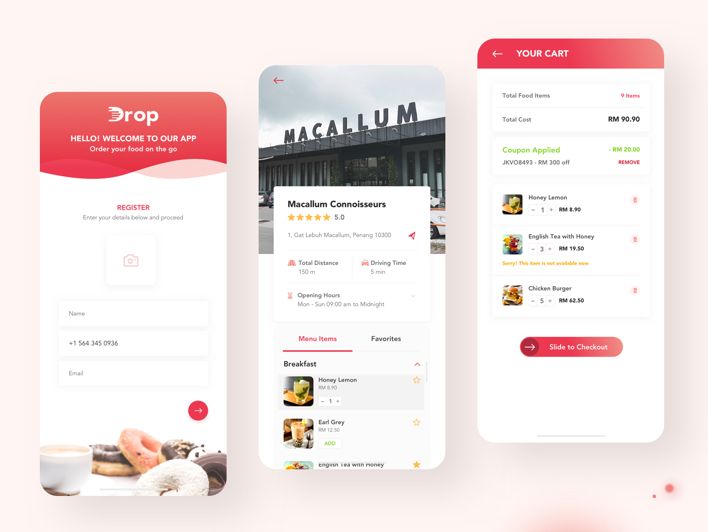 Drop
HELLO! WELCOME TO OUR APP
Order your food on the go
REGISTER
Enter your details below and proceed
Name
+1 564 345 0936
Email
MACALLUM
Macallum Connoisseurs
5.0
1, Gat Lebuh Macallum, Penang 10300
Total Distance
150 m
Driving Time
5 min
Opening Hours
Mon - Sun 09:00 am to Midnight
Menu Items
Favorites
Breakfast
Honey Lemon
RM 8.90
− 1 +
Earl Grey
RM 12.50
ADD
English Tea with Honey
YOUR CART
Total Food Items 9 Items
Total Cost RM 90.90
Coupon Applied - RM 20.00
JKVO8493 - RM 300 off REMOVE
Honey Lemon
− 1 + RM 8.90
English Tea with Honey
− 3 + RM 19.50
Sorry! This item is not available now
Chicken Burger
− 5 + RM 62.50
Slide to Checkout